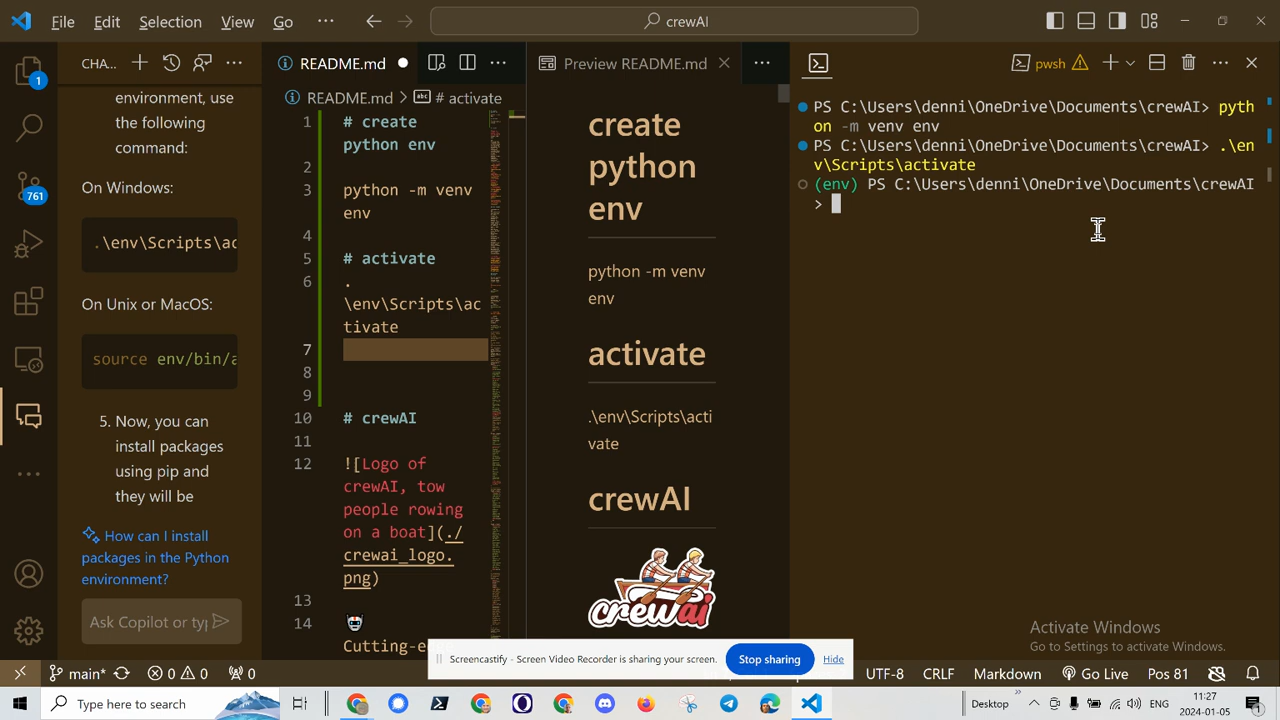 File Edit Selection View Go ··· crewAI
CHA...
environment, use
the following
command:
On Windows:
.\env\Scripts\ac
On Unix or MacOS:
source env/bin/a
5. Now, you can
install packages
using pip and
they will be
How can I install
packages in the Python
environment?
Ask Copilot or typ
1
761
README.md
README.md > # activate
1 # create
python env
2
3 python -m venv
env
4
5 # activate
6 .
\env\Scripts\ac
tivate
7
8
9
10 # crewAI
11
12 ![Logo of
crewAI, tow
people rowing
on a boat](./
crewai_logo.
png)
13
14
Cutting-e
Preview README.md
create
python
env
python -m venv
env
activate
.\env\Scripts\acti
vate
crewAI
crewai
pwsh
PS C:\Users\denni\OneDrive\Documents\crewAI> pyth
on -m venv env
PS C:\Users\denni\OneDrive\Documents\crewAI> .\en
v\Scripts\activate
(env) PS C:\Users\denni\OneDrive\Documents\crewAI
>
Activate Windows
Go to Settings to activate Windows.
Screencastify - Screen Video Recorder is sharing your screen. Stop sharing Hide
main* 0 0 0 UTF-8 CRLF Markdown Go Live Pos 81
Type here to search
Desktop ENG 11:27
2024-01-05
1